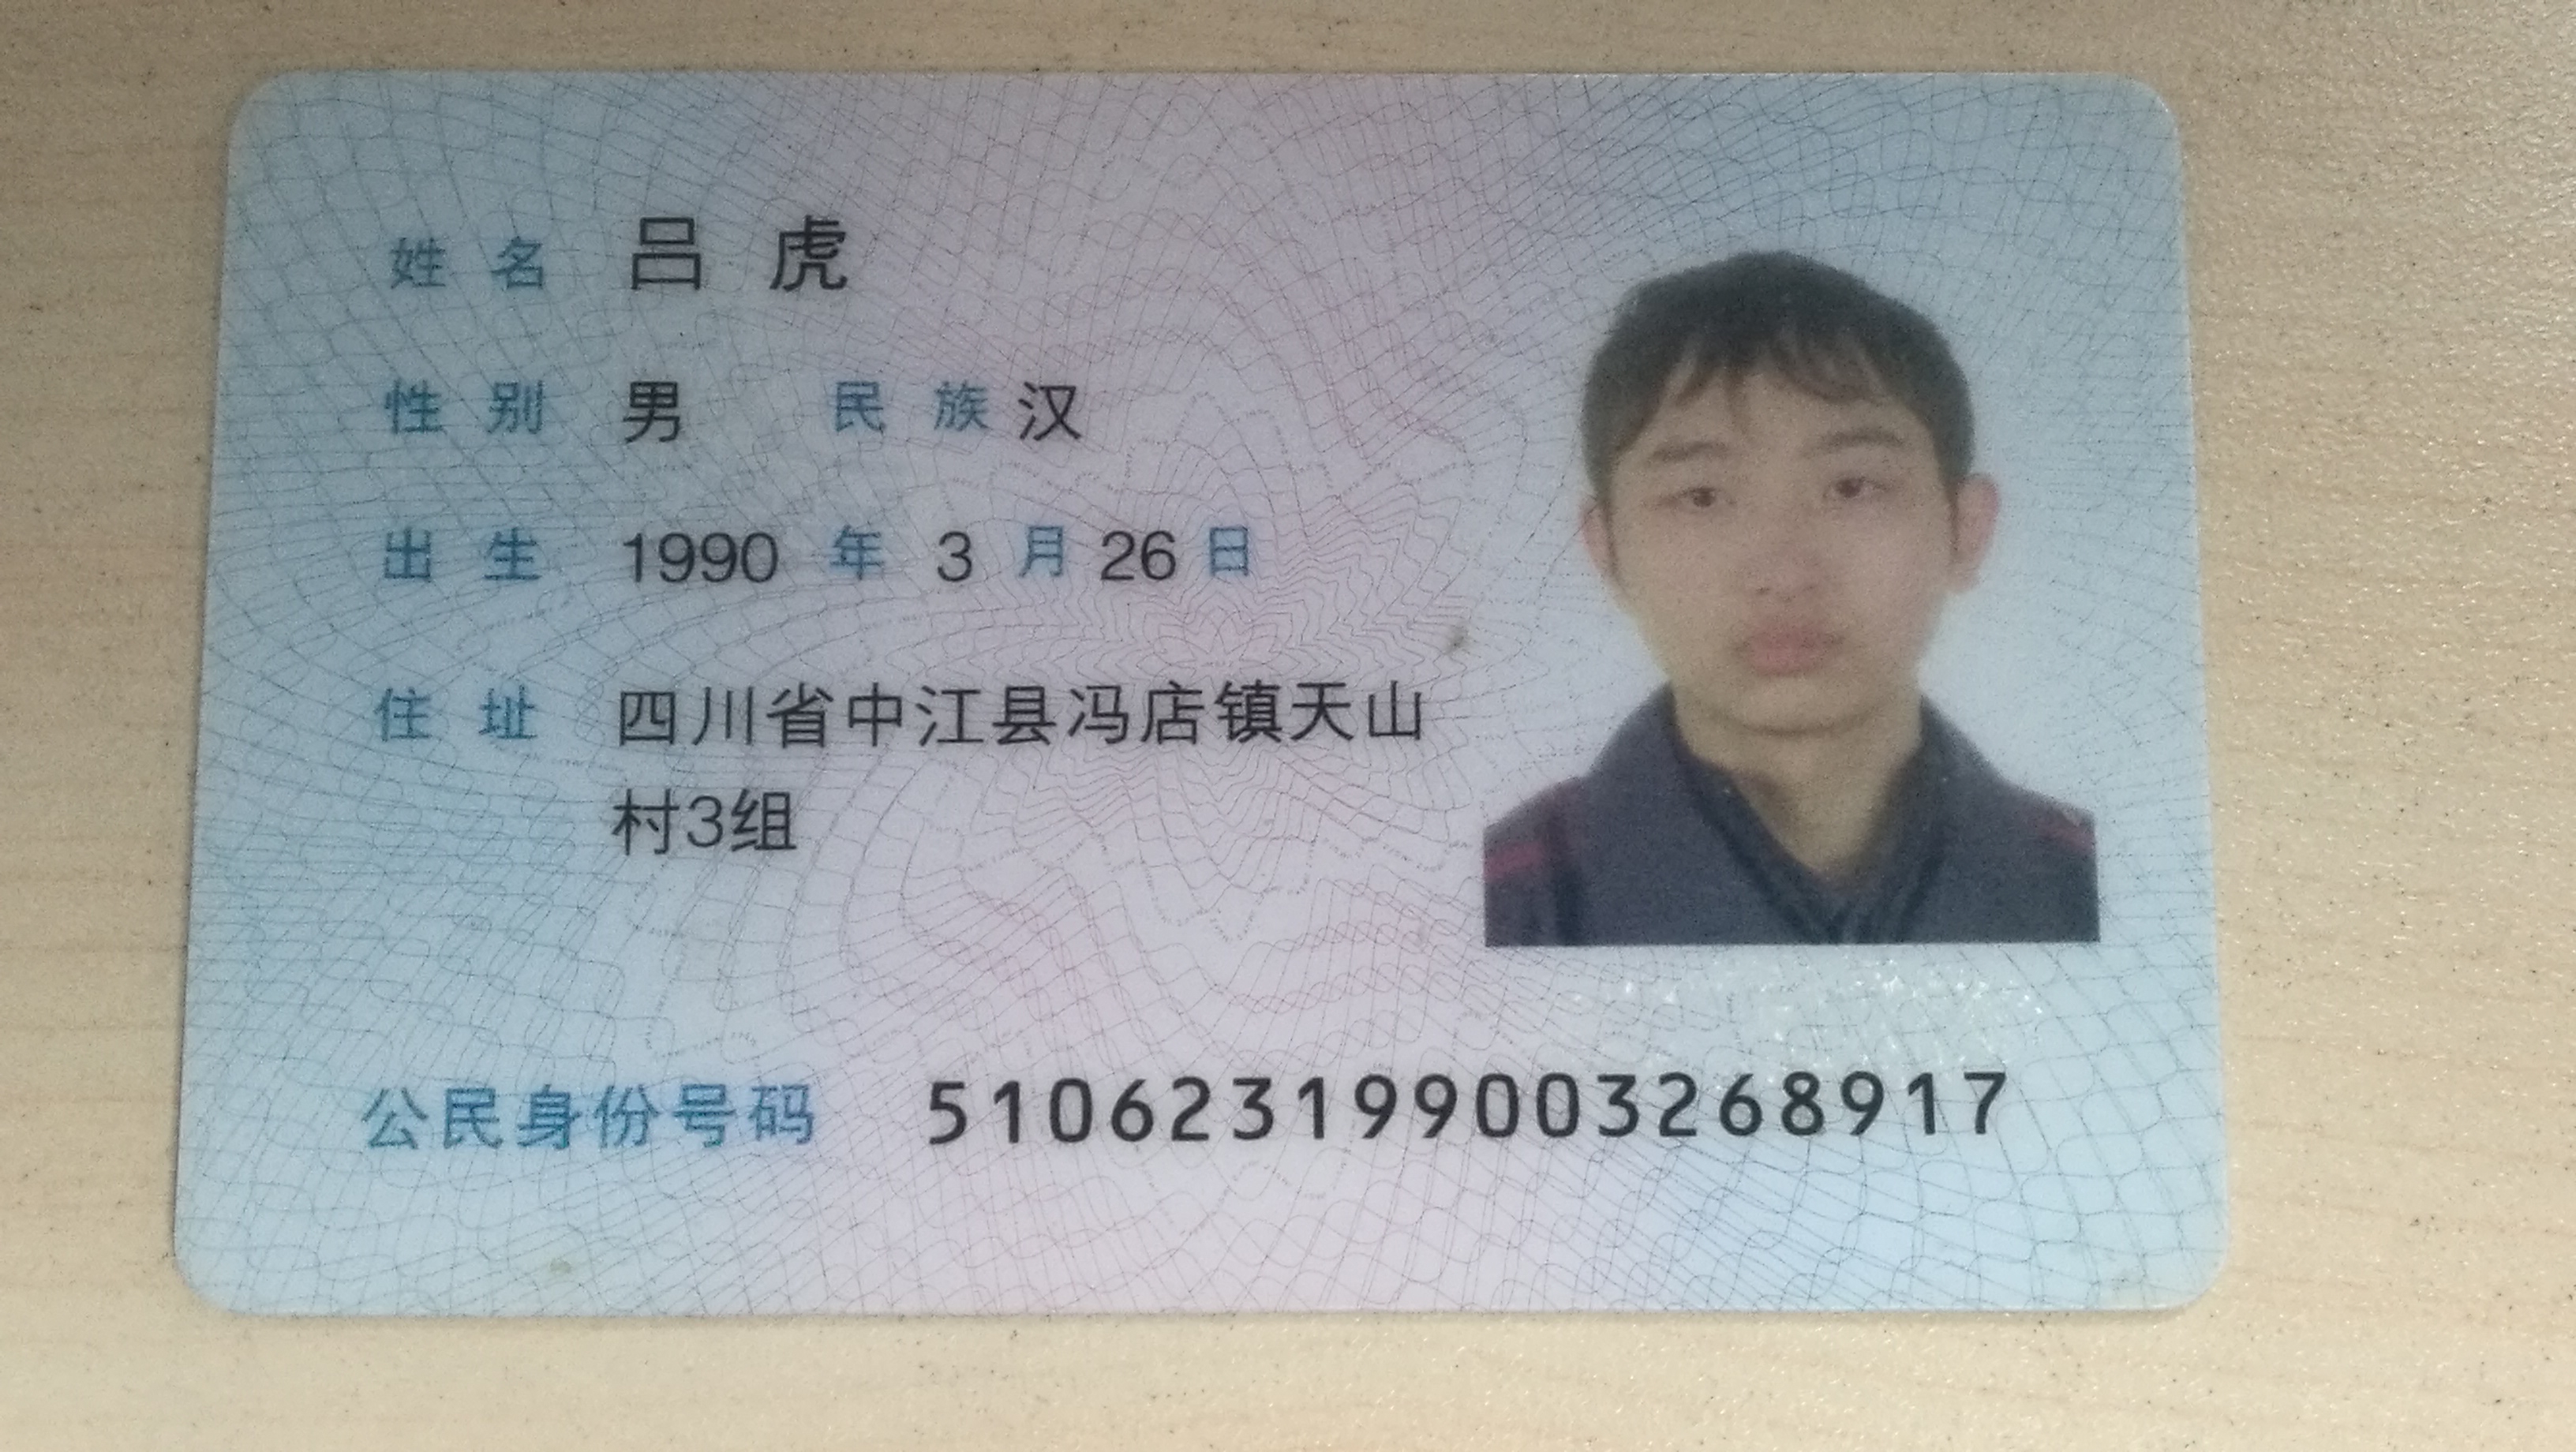 姓名 吕虎
性别 男 民族 汉
出生 1990 年 3 月 26 日
住址 四川省中江县冯店镇天山
村3组
公民身份号码 510623199003268917